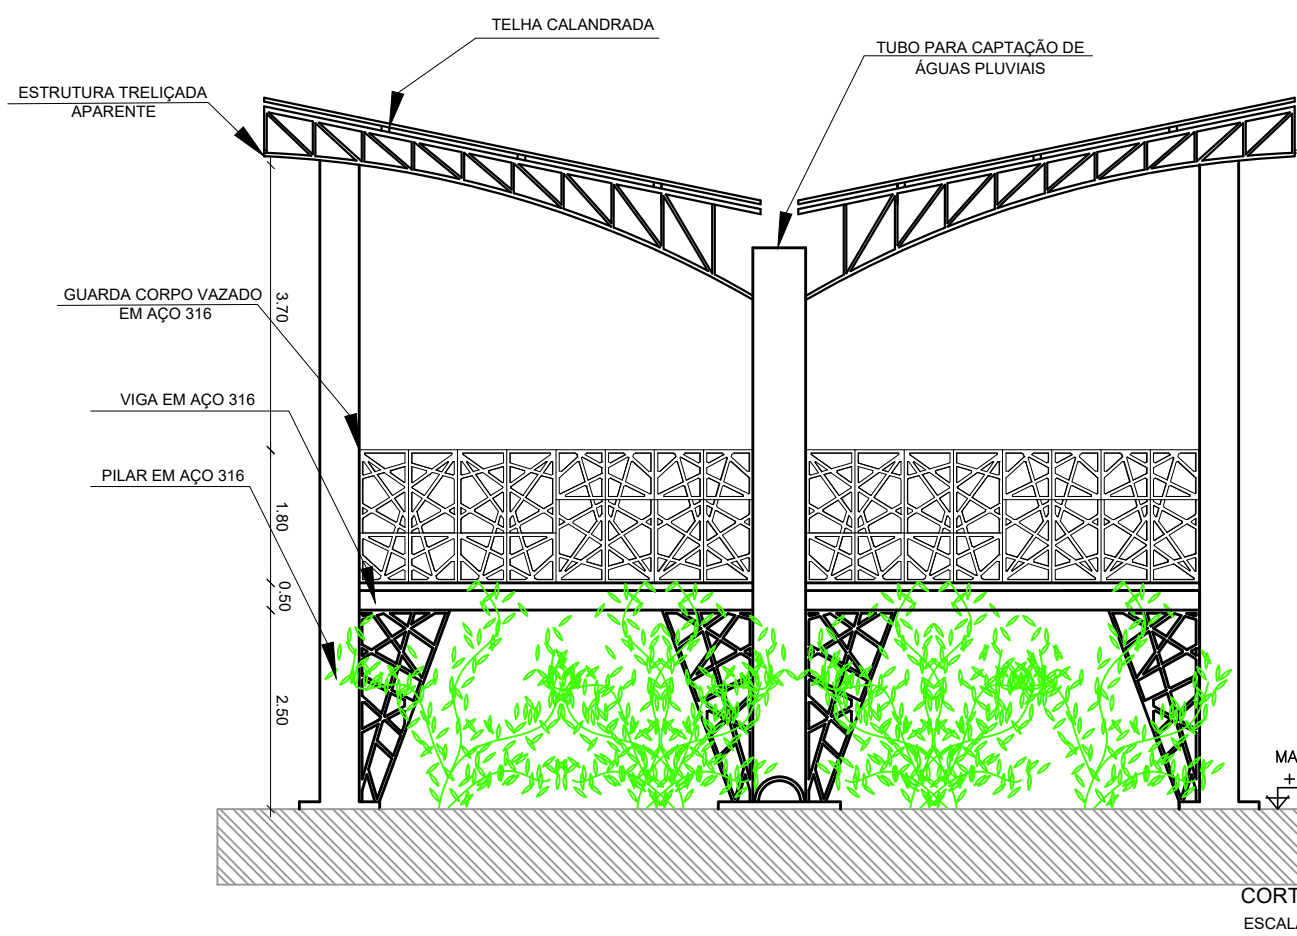 TELHA CALANDRADA
TUBO PARA CAPTAÇÃO DE
ÁGUAS PLUVIAIS
ESTRUTURA TRELIÇADA
APARENTE
GUARDA CORPO VAZADO
EM AÇO 316
3.70
VIGA EM AÇO 316
PILAR EM AÇO 316
1.80
0.50
2.50
MA
+
CORT
ESCALA